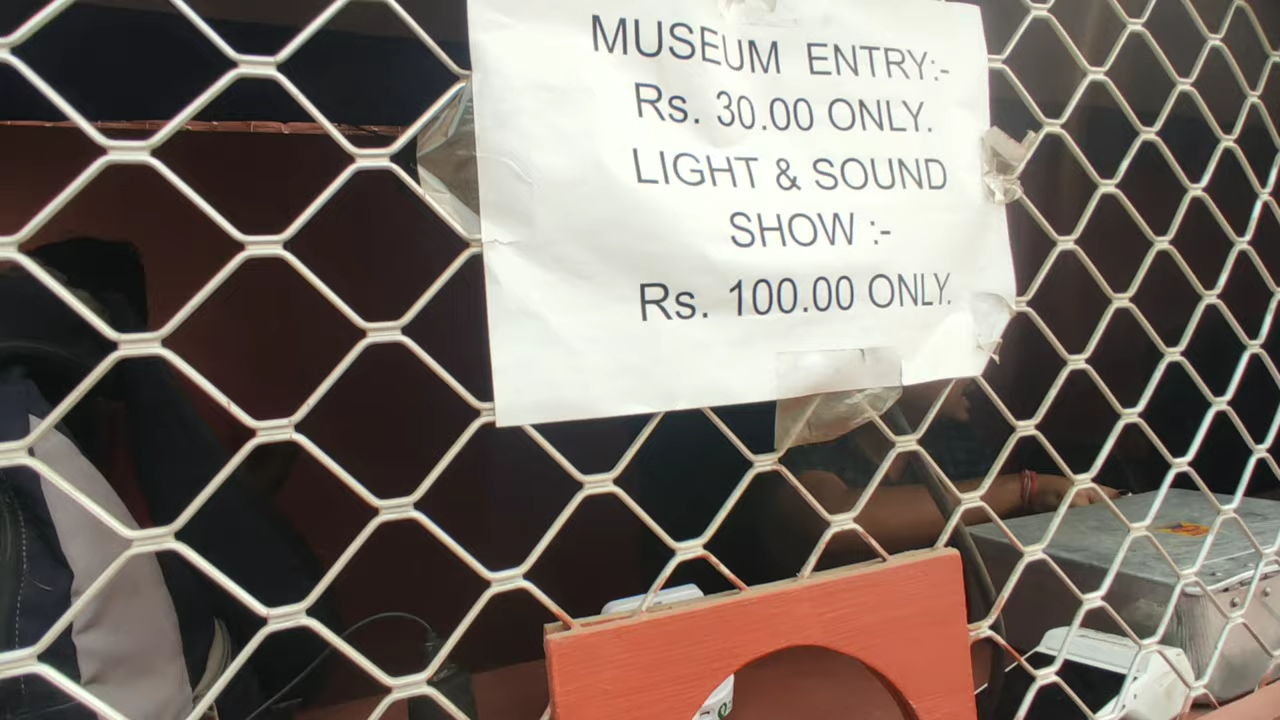 MUSEUM ENTRY:-
Rs. 30.00 ONLY.
LIGHT & SOUND
SHOW :-
Rs. 100.00 ONLY.